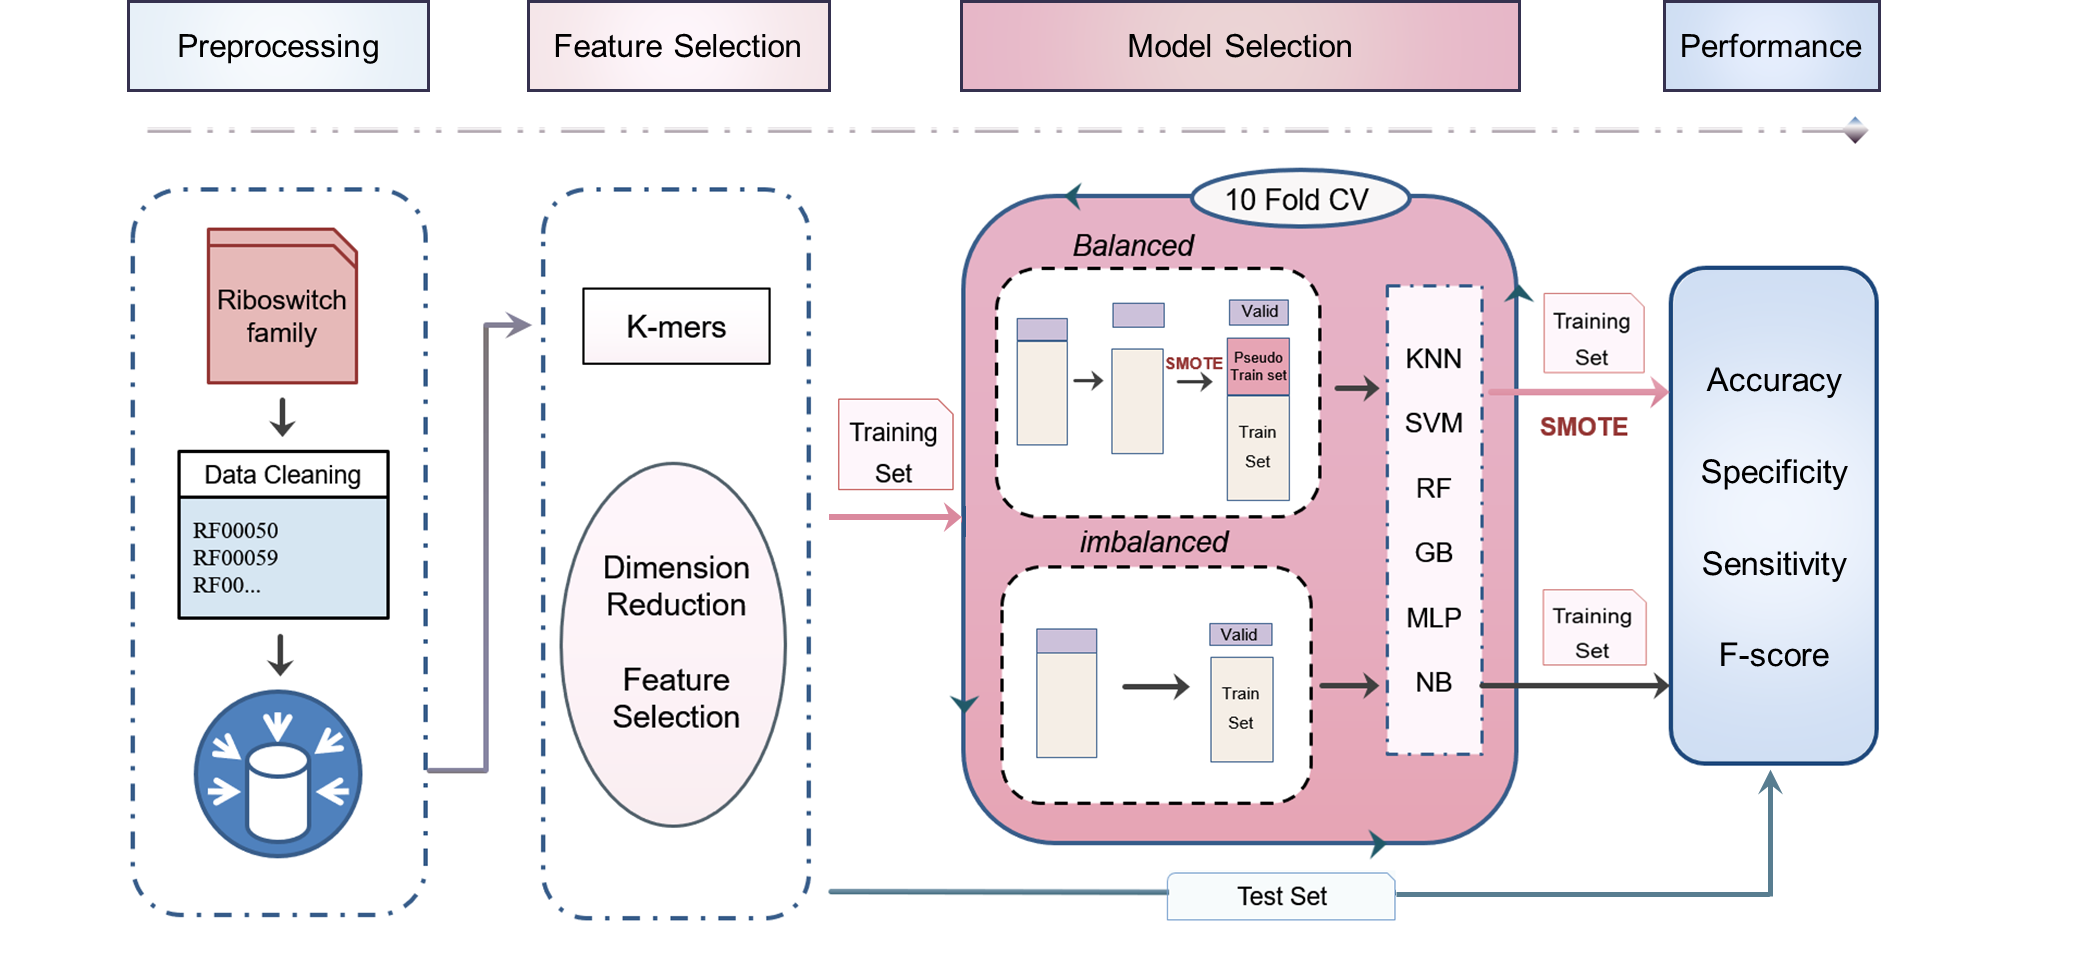 Preprocessing
Feature Selection
Model Selection
Performance
Riboswitch
family
Data Cleaning
RF00050
RF00059
RF00...
K-mers
Dimension
Reduction
Feature
Selection
Training
Set
10 Fold CV
Balanced
SMOTE
Valid
Pseudo
Train set
Train
Set
imbalanced
Valid
Train
Set
KNN
SVM
RF
GB
MLP
NB
Training
Set
SMOTE
Training
Set
Accuracy
Specificity
Sensitivity
F-score
Test Set